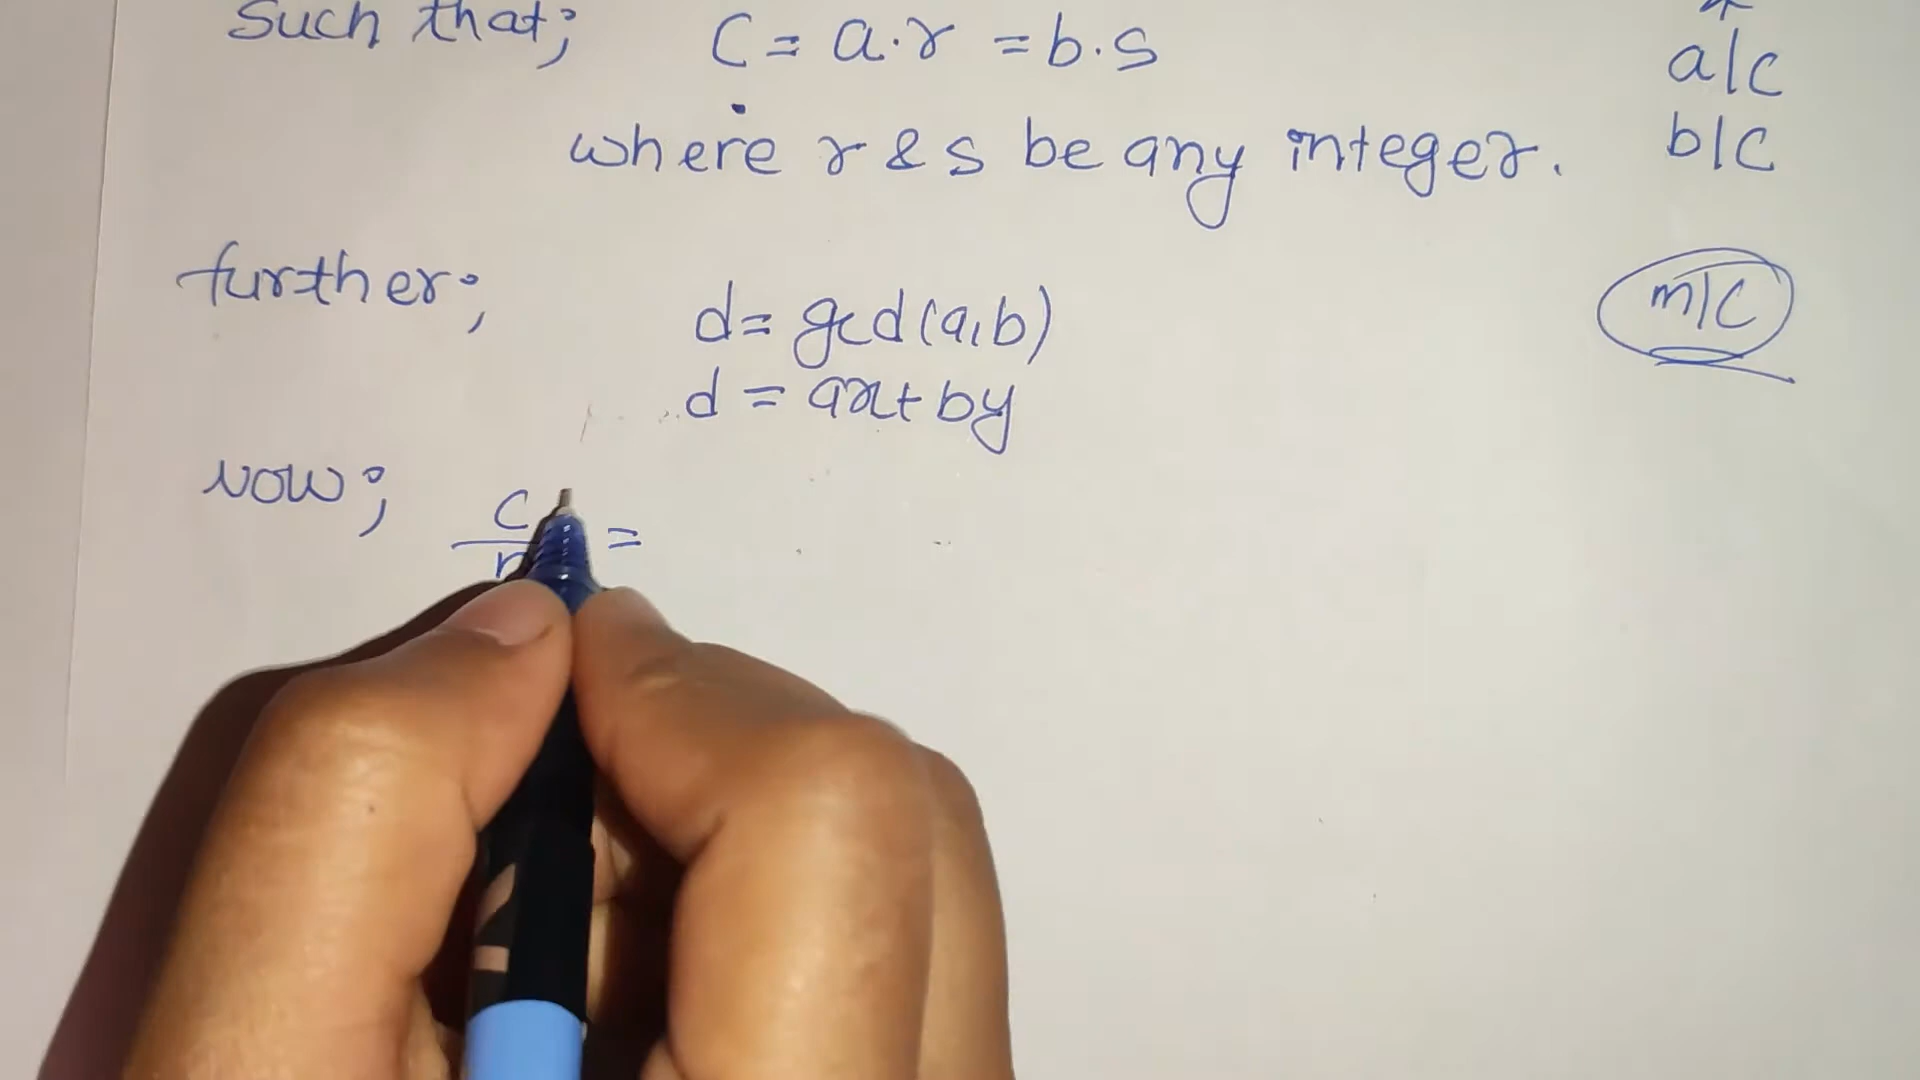 Such that; C = a.r = b.s
a|c
where r & s be any integer.
b|c
further; d = gcd(a,b)
m|c
d = ax + by
Now; c
=